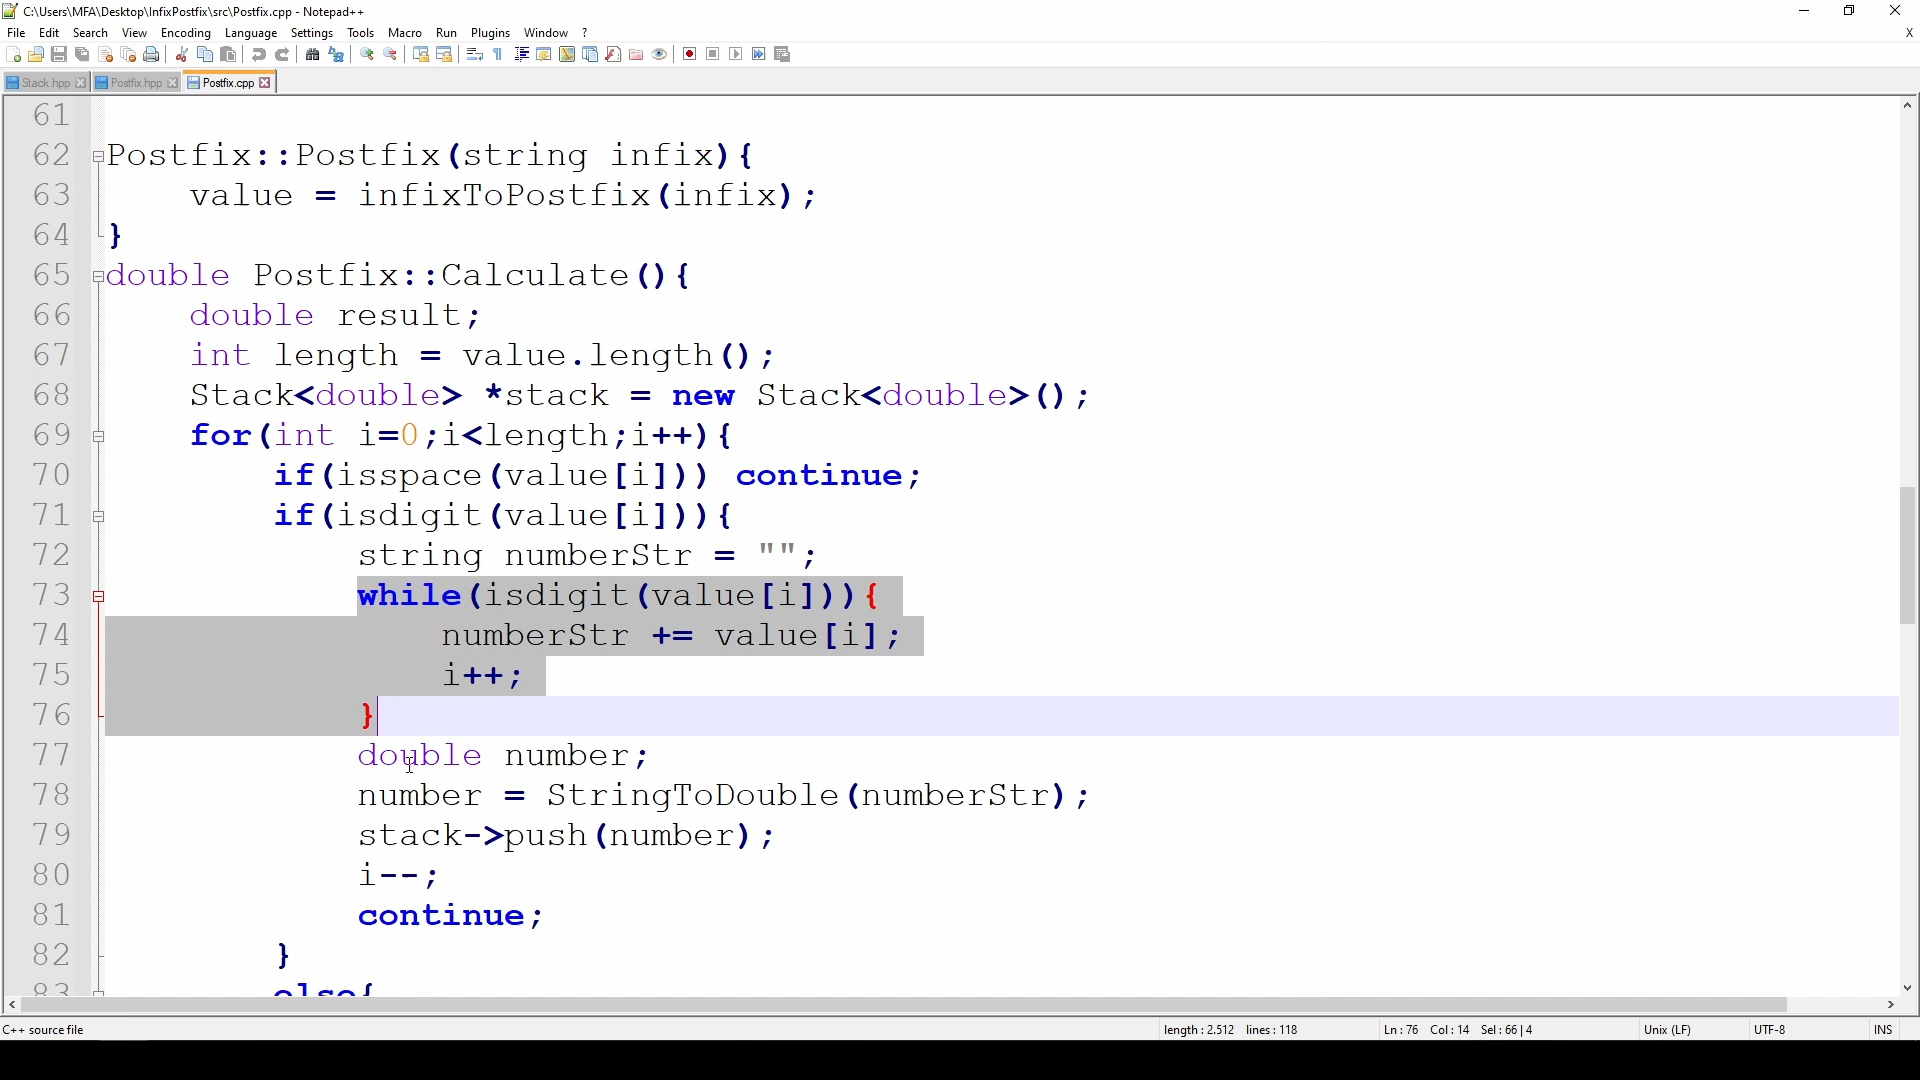 C:\Users\MFA\Desktop\InfixPostfix\src\Postfix.cpp - Notepad++
File Edit Search View Encoding Language Settings Tools Macro Run Plugins Window ? X
Stack.hpp Postfix.hpp Postfix.cpp
61
62 Postfix::Postfix(string infix){
63 value = infixToPostfix(infix);
64 }
65 double Postfix::Calculate(){
66 double result;
67 int length = value.length();
68 Stack<double> *stack = new Stack<double>();
69 for(int i=0;i<length;i++){
70 if(isspace(value[i])) continue;
71 if(isdigit(value[i])){
72 string numberStr = "";
73 while(isdigit(value[i])){
74 numberStr += value[i];
75 i++;
76 }
77 double number;
78 number = StringToDouble(numberStr);
79 stack->push(number);
80 i--;
81 continue;
82 }
83 else{
C++ source file length : 2.512 lines : 118 Ln : 76 Col : 14 Sel : 66 | 4 Unix (LF) UTF-8 INS